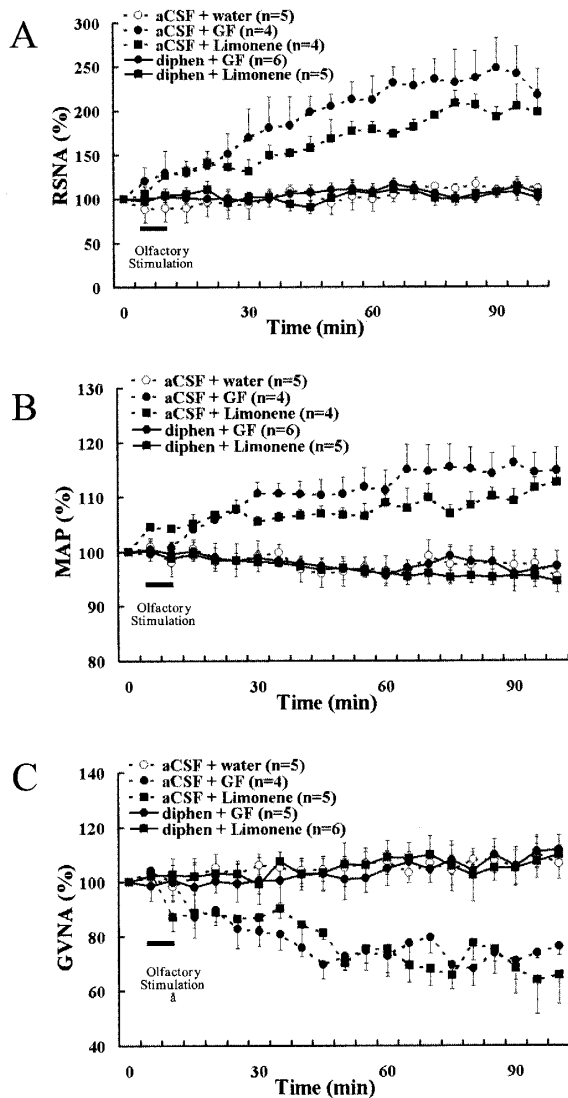 A
aCSF + water (n=5)
aCSF + GF (n=4)
aCSF + Limonene (n=4)
diphen + GF (n=6)
diphen + Limonene (n=5)
300
250
200
150
100
50
0
RSNA (%)
Olfactory
Stimulation
0 30 60 90
Time (min)
B
aCSF + water (n=5)
aCSF + GF (n=4)
aCSF + Limonene (n=4)
diphen + GF (n=6)
diphen + Limonene (n=5)
130
120
110
100
90
80
MAP (%)
Olfactory
Stimulation
0 30 60 90
Time (min)
C
aCSF + water (n=5)
aCSF + GF (n=4)
aCSF + Limonene (n=5)
diphen + GF (n=5)
diphen + Limonene (n=6)
140
120
100
80
60
40
GVNA (%)
Olfactory
Stimulation
0 30 60 90
Time (min)